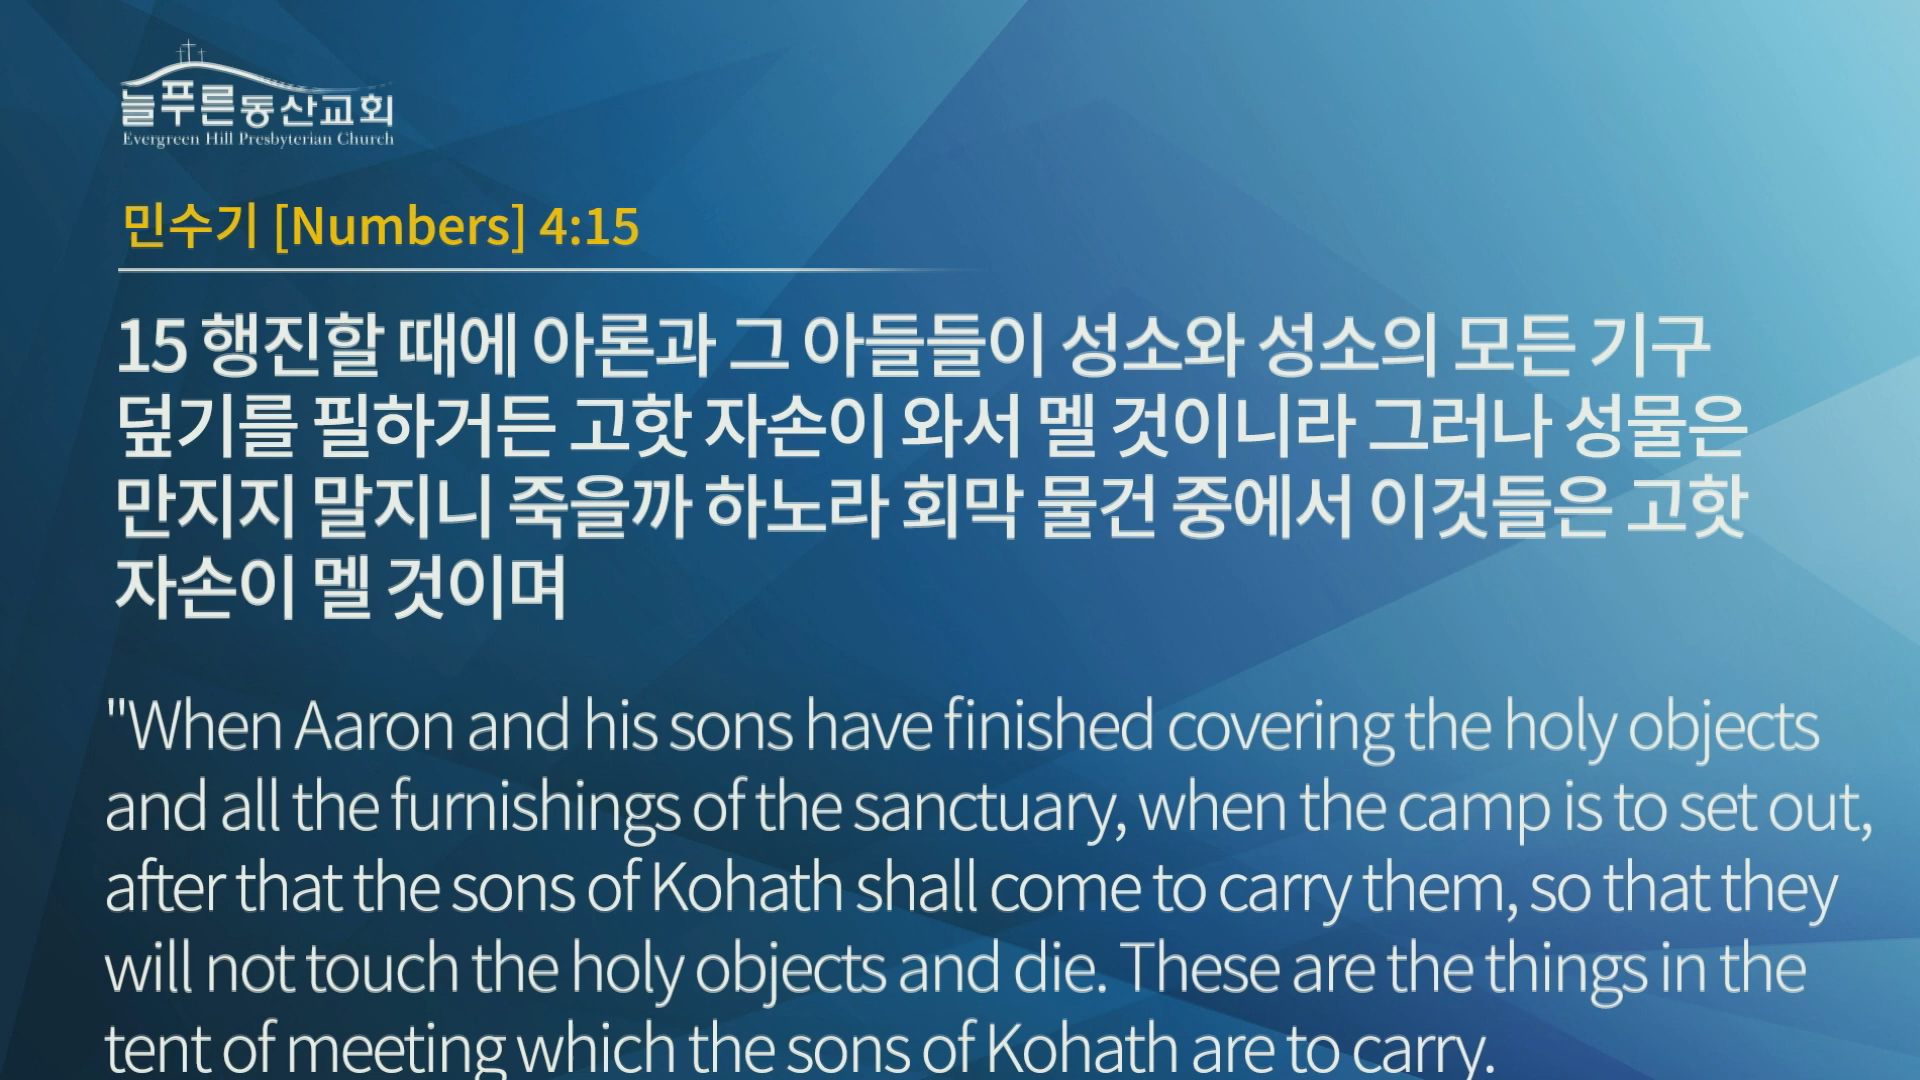 늘푸른동산교회
Evergreen Hill Presbyterian Church
민수기 [Numbers] 4:15
15 행진할 때에 아론과 그 아들들이 성소와 성소의 모든 기구
덮기를 필하거든 고핫 자손이 와서 멜 것이니라 그러나 성물은
만지지 말지니 죽을까 하노라 회막 물건 중에서 이것들은 고핫
자손이 멜 것이며
"When Aaron and his sons have finished covering the holy objects
and all the furnishings of the sanctuary, when the camp is to set out,
after that the sons of Kohath shall come to carry them, so that they
will not touch the holy objects and die. These are the things in the
tent of meeting which the sons of Kohath are to carry.